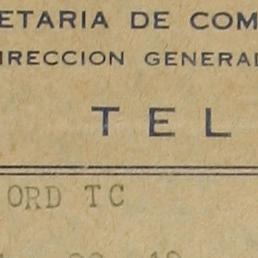 ETARIA DE COM
IRECCION GENERAL
TEL
ORD TC